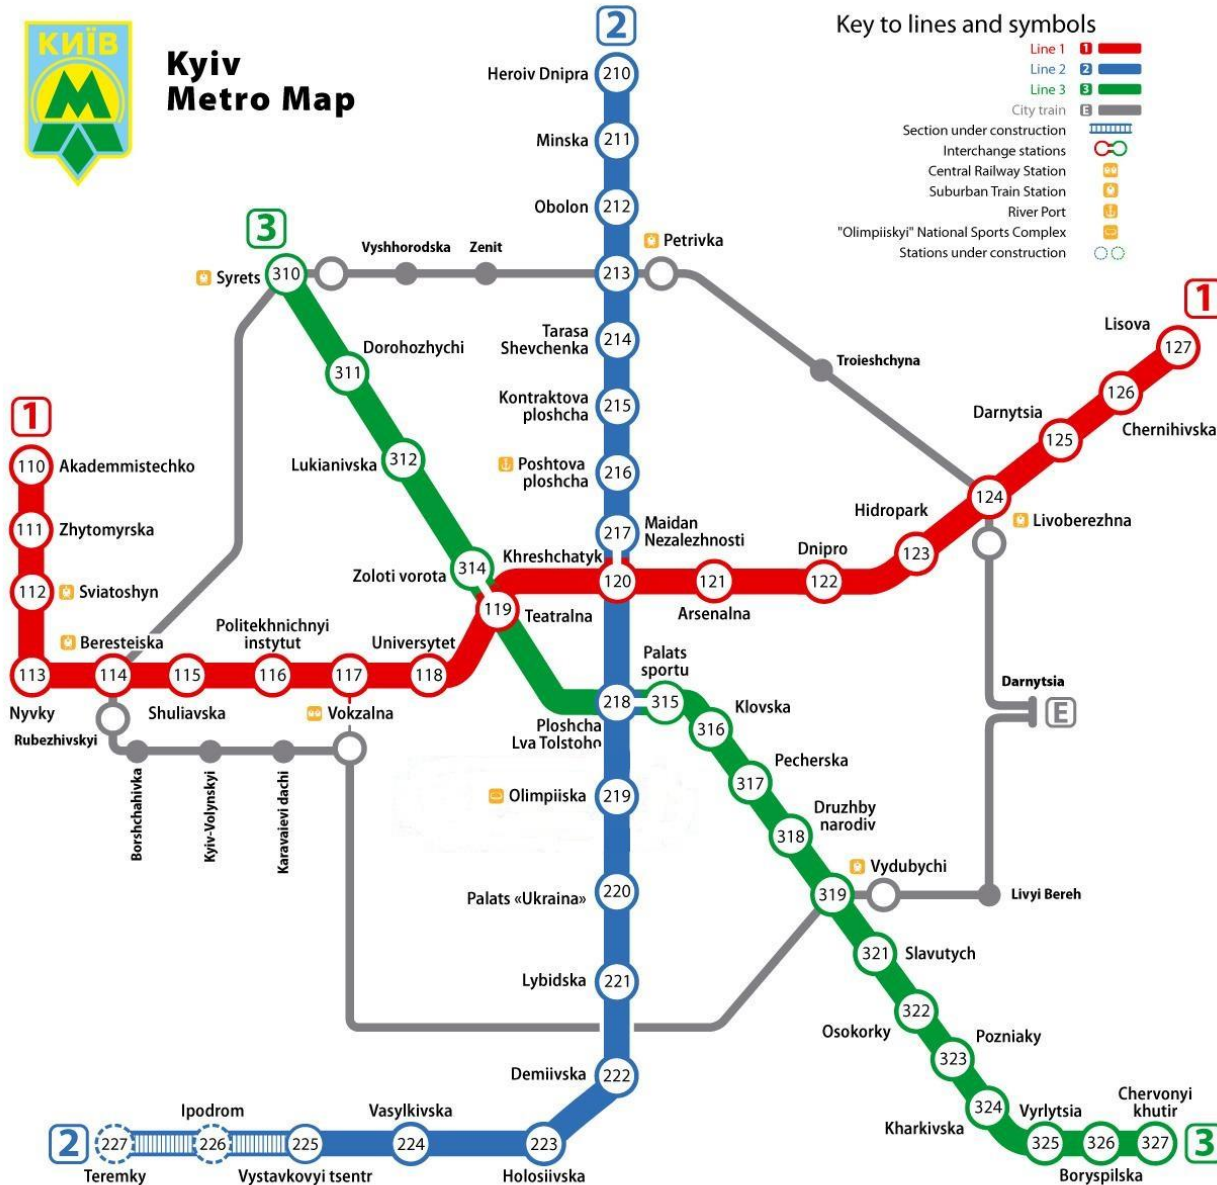 КИЇВ
Kyiv
Metro Map
2
Key to lines and symbols
Line 1 1
Line 2 2
Line 3 3
City train E
Section under construction
Interchange stations
Central Railway Station
Suburban Train Station
River Port
"Olimpiiskyi" National Sports Complex
Stations under construction
Heroiv Dnipra 210
Minska 211
Obolon 212
3
Vyshhorodska
Zenit
Petrivka
Syrets 310
213
1
Lisova
127
Tarasa
Shevchenka
214
Dorohozhychi
311
Troieshchyna
126
Chernihivska
Kontraktova
ploshcha
215
Darnytsia
125
1
110 Akademmistechko
Lukianivska 312
Poshtova
ploshcha
216
124
Livoberezhna
111 Zhytomyrska
217
Maidan
Nezalezhnosti
Hidropark
123
Khreshchatyk
120
Dnipro
122
121
Arsenalna
Zoloti vorota 314
112 Sviatoshyn
119
Teatralna
Beresteiska
Politekhnichnyi
instytut
Universytet
113
114
115
116
117
118
Nyvky
Shuliavska
Vokzalna
Rubezhivskyi
Palats
sportu
315
218
Ploshcha
Lva Tolstoho
Klovska
316
Darnytsia
E
Borshchahivka
Kyiv-Volynskyi
Karavaievi dachi
Pecherska
317
Olimpiiska 219
Druzhby
narodiv
318
Vydubychi
319
Livyi Bereh
Palats «Ukraina» 220
321 Slavutych
Lybidska 221
322
Osokorky
Pozniaky
323
Demiivska 222
324
Kharkivska
Vyrlytsia
Chervonyi
khutir
325
326
327
3
Boryspilska
Ipodrom
Vasylkivska
2
227
226
225
224
223
Teremky
Vystavkovyi tsentr
Holosiivska